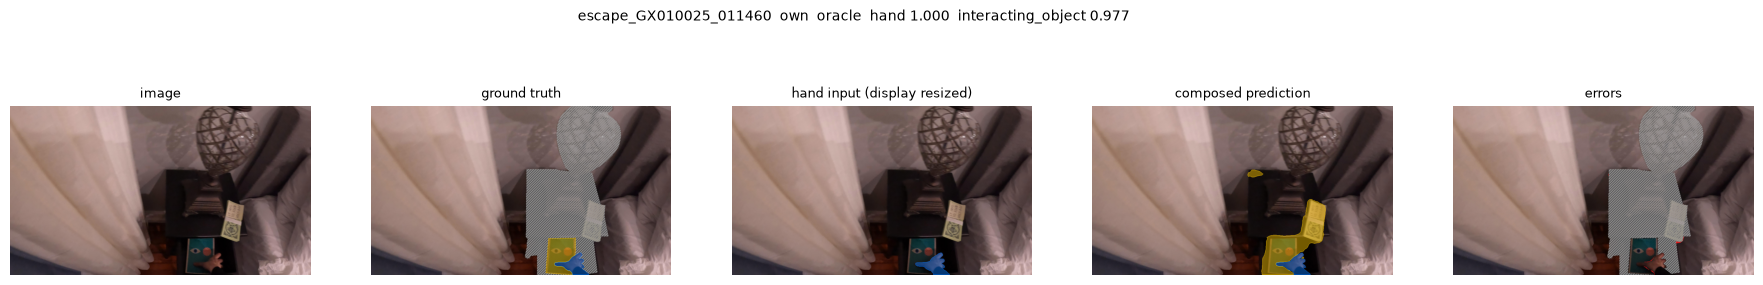 escape_GX010025_011460  own  oracle  hand 1.000  interacting_object 0.977
image
ground truth
hand input (display resized)
composed prediction
errors